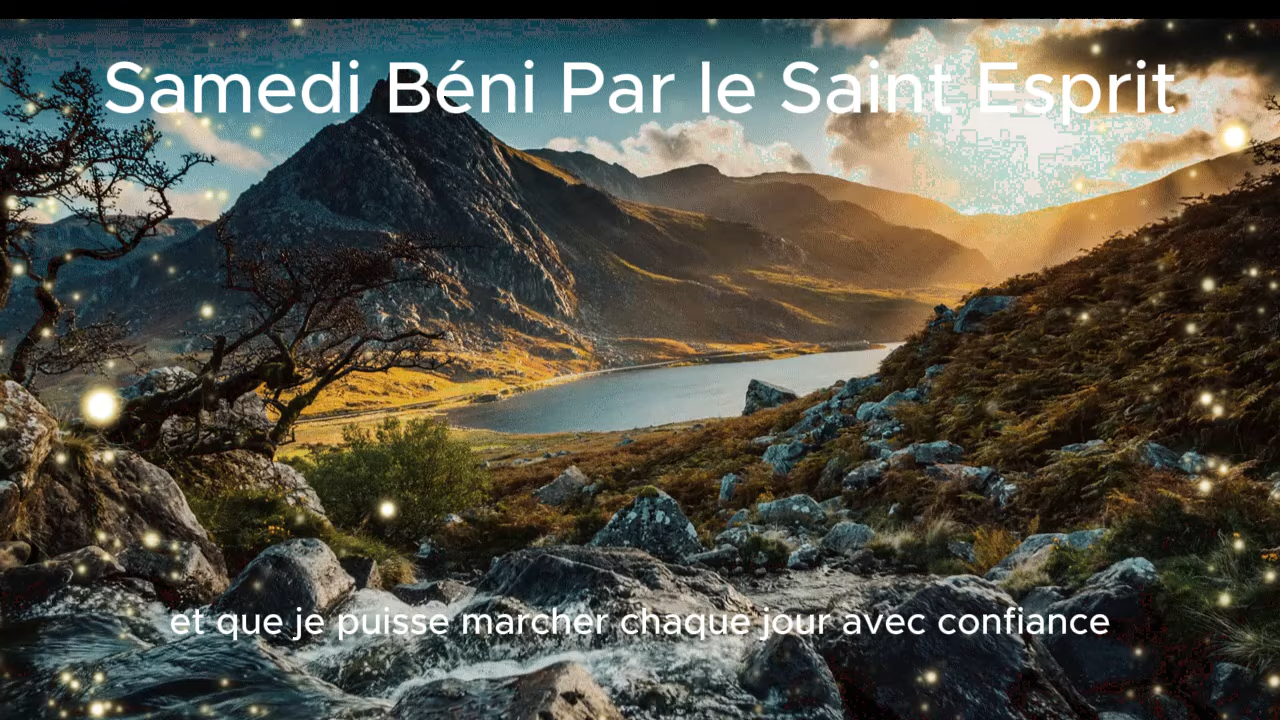 Samedi Béni Par le Saint Esprit
et que je puisse marcher chaque jour avec confiance